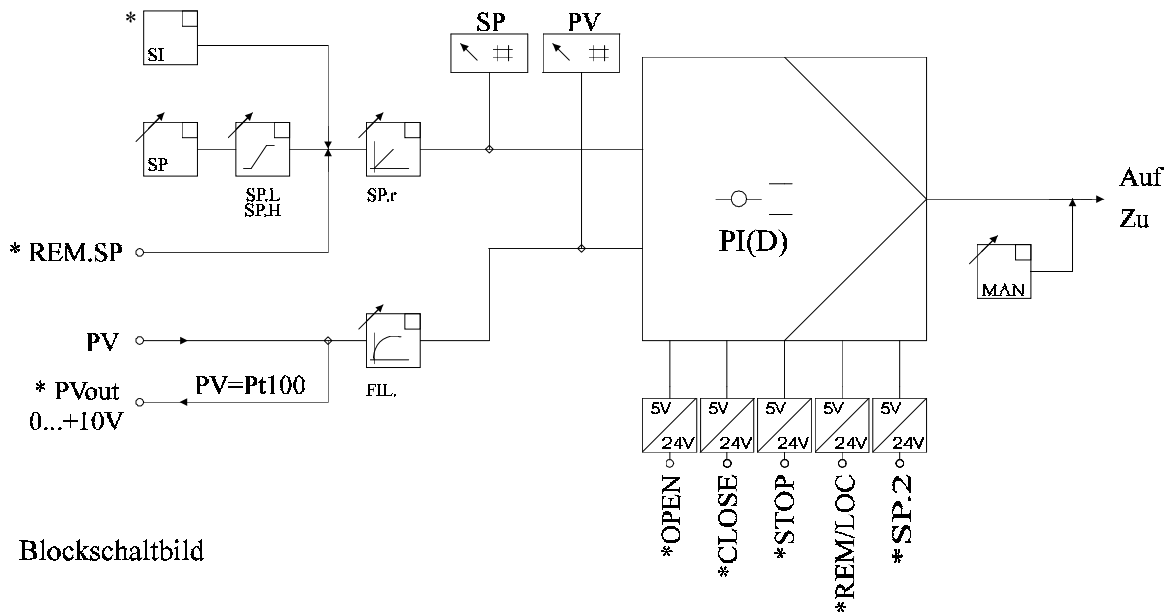 *
SI
SP
PV
SP
SP.L
SP.H
SP.r
PI(D)
Auf
Zu
MAN
* REM.SP
PV
FIL.
* PVout
0...+10V
PV=Pt100
5V
24V
5V
24V
5V
24V
5V
24V
5V
24V
*OPEN
*CLOSE
*STOP
*REM/LOC
*SP.2
Blockschaltbild